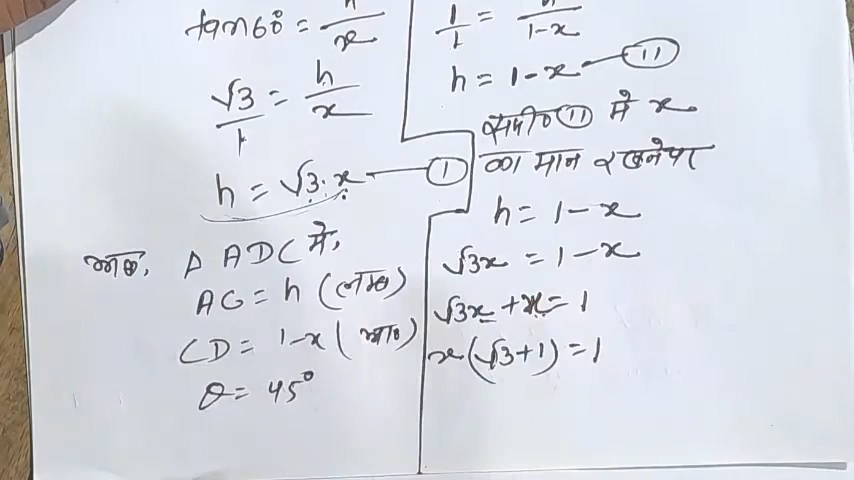 tan60° = h/x
√3/1 = h/x
h = √3.x — (1)
अब, Δ ADC में,
AC = h (लम्ब)
CD = 1-x (आ०)
θ = 45°
1/1 = h/1-x
h = 1-x — (11)
समी० (11) में x
का मान रखने पर
h = 1-x
√3x = 1-x
√3x + x = 1
x(√3+1) = 1